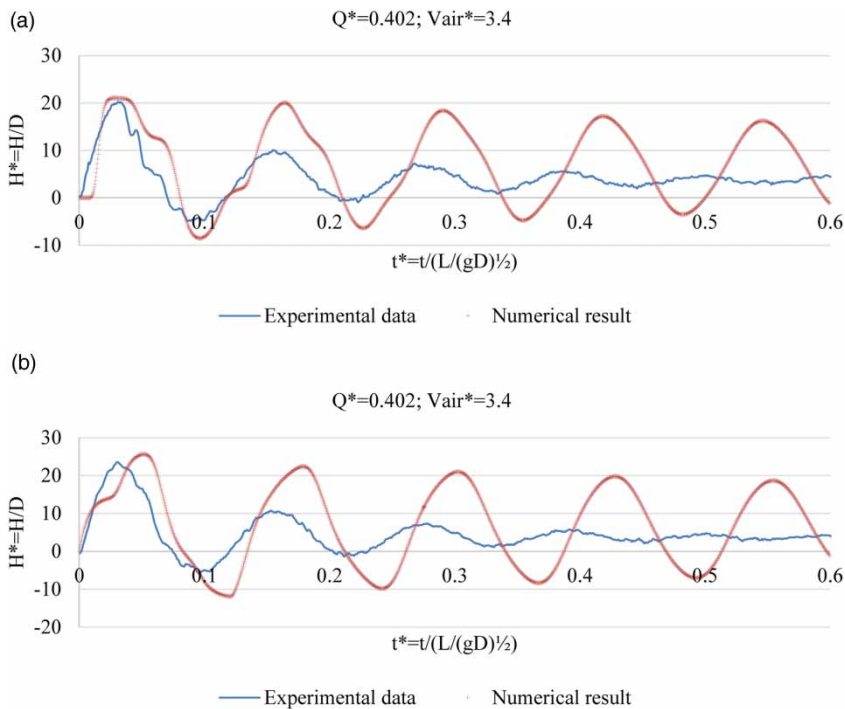 (a)
Q*=0.402; Vair*=3.4
30
20
10
0
-10
H*=H/D
0 0.1 0.2 0.3 0.4 0.5 0.6
t*=t/(L/(gD)½)
Experimental data Numerical result
(b)
Q*=0.402; Vair*=3.4
30
20
10
0
-10
-20
H*=H/D
0 0.1 0.2 0.3 0.4 0.5 0.6
t*=t/(L/(gD)½)
Experimental data Numerical result